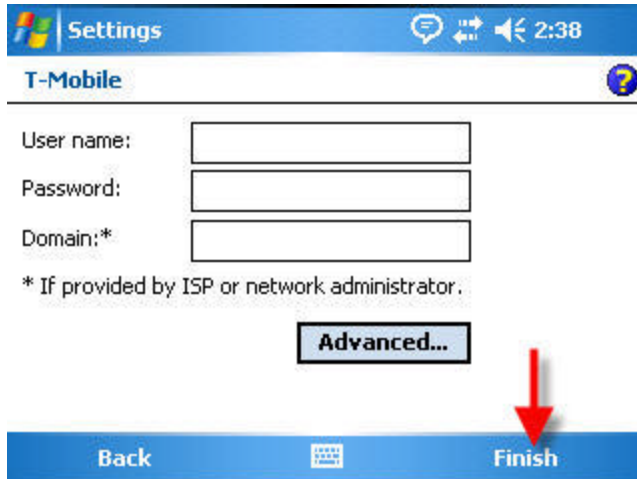 Settings 2:38
T-Mobile ?
User name:
Password:
Domain:*
* If provided by ISP or network administrator.
Advanced...
Back Finish